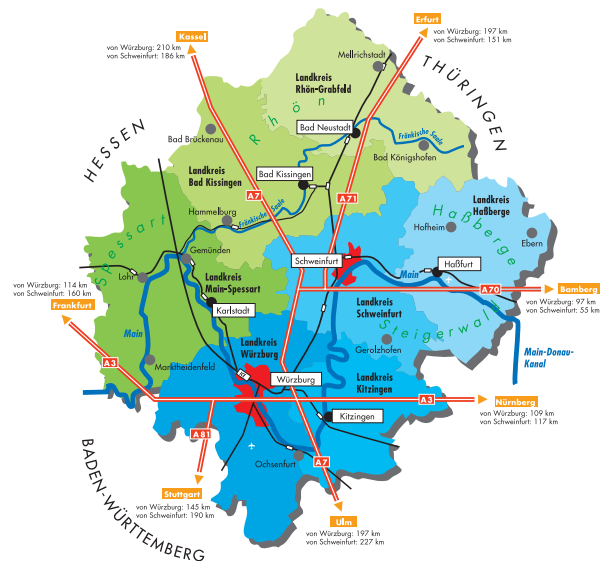 Erfurt
von Würzburg: 197 km
von Schweinfurt: 151 km
Kassel
von Würzburg: 210 km
von Schweinfurt: 186 km
Mellrichstadt
THÜRINGEN
Landkreis
Rhön-Grabfeld
Rhön
HESSEN
Bad Neustadt
Fränkische Saale
Bad Brückenau
Bad Königshofen
Landkreis
Bad Kissingen
Bad Kissingen
A7
A71
Landkreis
Haßberge
Hammelburg
Fränkische Saale
Haßberge
Hofheim
Ebern
Spessart
Gemünden
Schweinfurt
Haßfurt
Main
Lohr
Landkreis
Main-Spessart
von Würzburg: 114 km
von Schweinfurt: 160 km
Frankfurt
A70
Bamberg
von Würzburg: 97 km
von Schweinfurt: 55 km
Karlstadt
Landkreis
Schweinfurt
Steigerwald
Main
Landkreis
Würzburg
Gerolzhofen
Main-Donau-
Kanal
A3
Marktheidenfeld
Würzburg
Landkreis
Kitzingen
A3
Nürnberg
von Würzburg: 109 km
von Schweinfurt: 117 km
Kitzingen
A81
A7
Ochsenfurt
BADEN-WÜRTTEMBERG
Stuttgart
von Würzburg: 145 km
von Schweinfurt: 190 km
Ulm
von Würzburg: 197 km
von Schweinfurt: 227 km